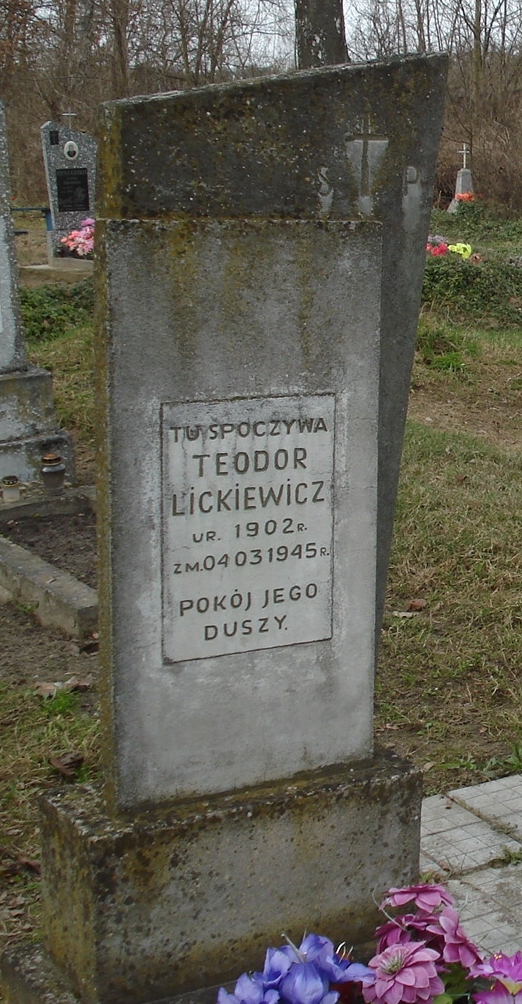 S P
TU SPOCZYWA
TEODOR
LICKIEWICZ
UR. 1902R.
ZM.04031945R.
POKÓJ JEGO
DUSZY.